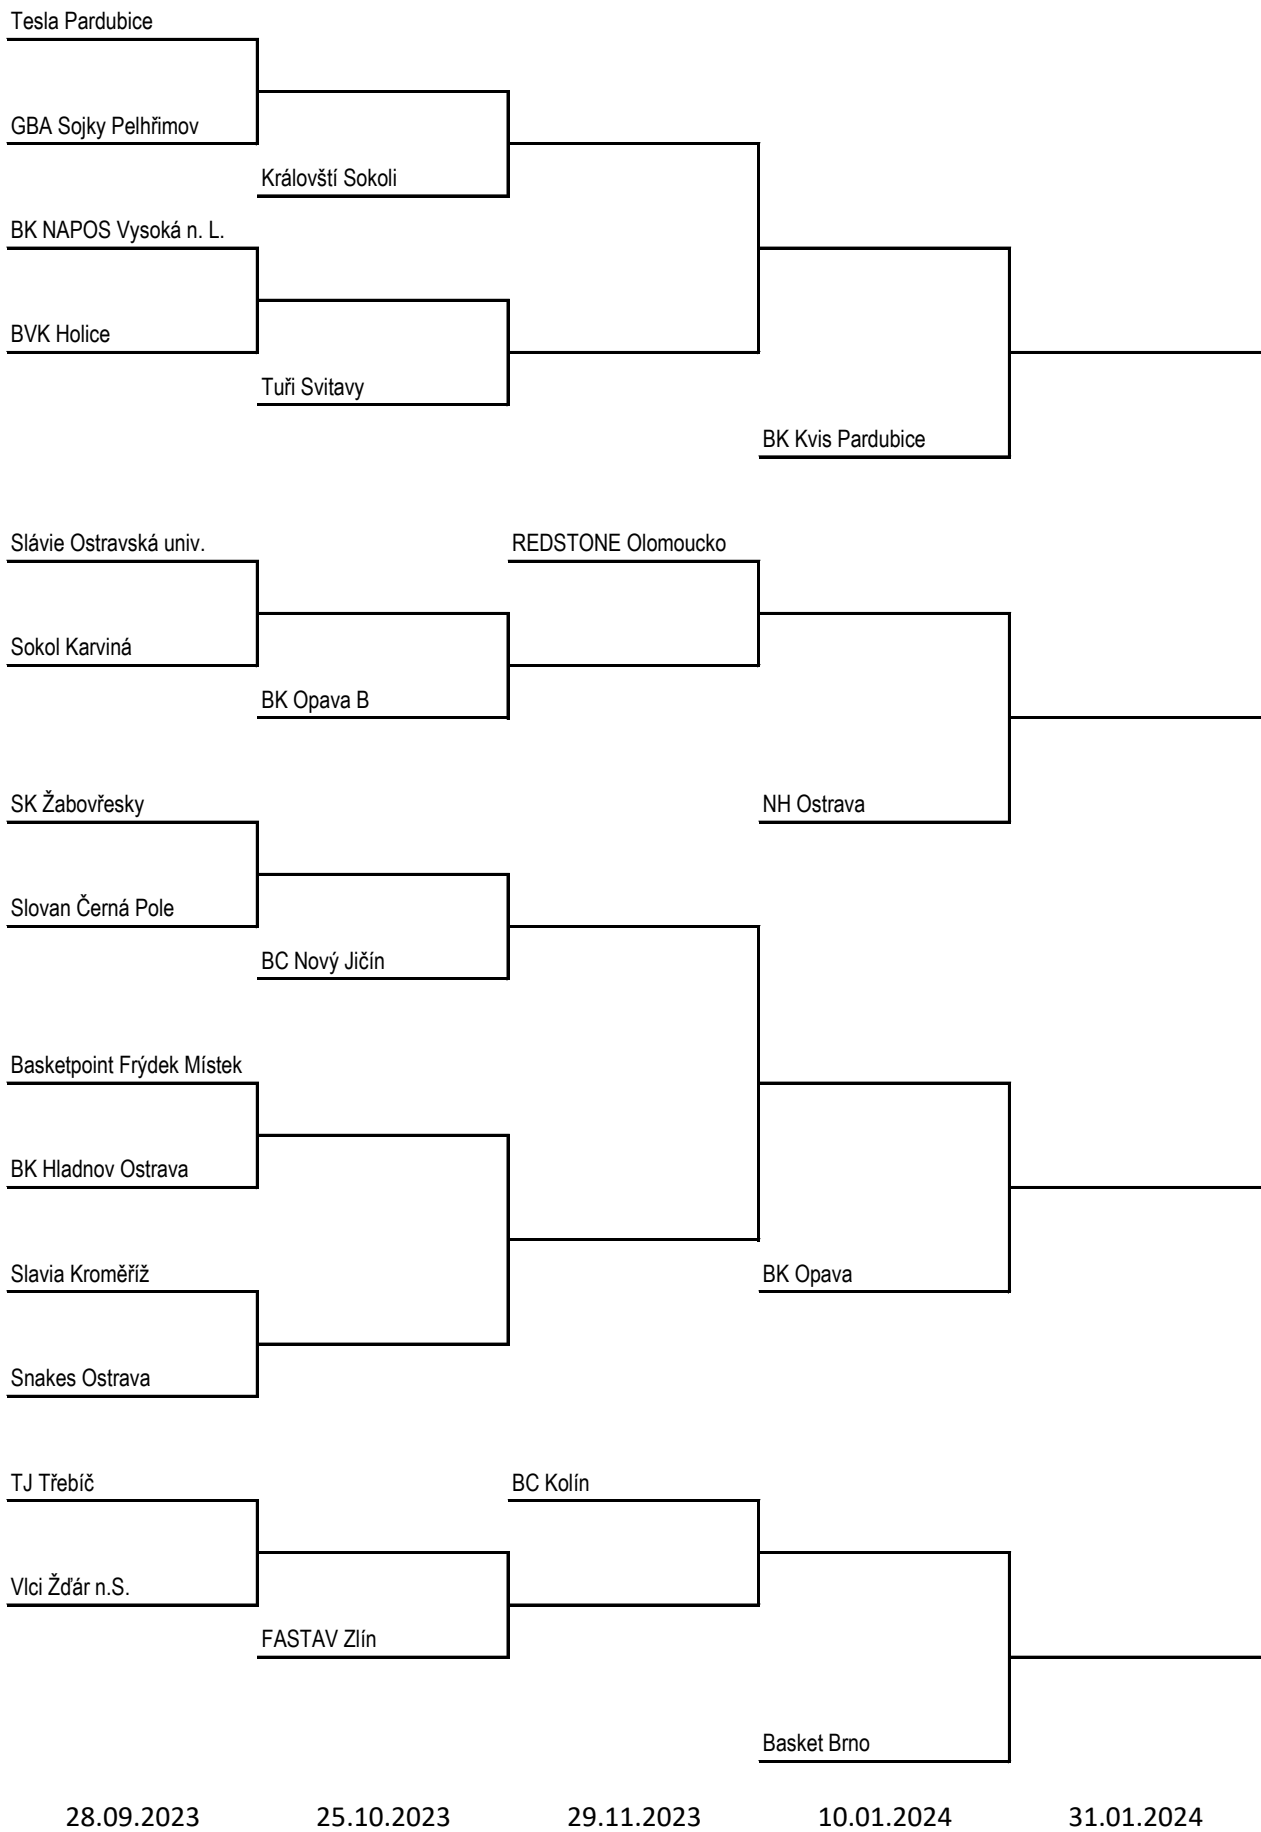 Tesla Pardubice
GBA Sojky Pelhřimov
Královští Sokoli
BK NAPOS Vysoká n. L.
BVK Holice
Tuři Svitavy
BK Kvis Pardubice
Slávie Ostravská univ.
REDSTONE Olomoucko
Sokol Karviná
BK Opava B
SK Žabovřesky
NH Ostrava
Slovan Černá Pole
BC Nový Jičín
Basketpoint Frýdek Místek
BK Hladnov Ostrava
Slavia Kroměříž
BK Opava
Snakes Ostrava
TJ Třebíč
BC Kolín
Vlci Žďár n.S.
FASTAV Zlín
Basket Brno
28.09.2023 25.10.2023 29.11.2023 10.01.2024 31.01.2024